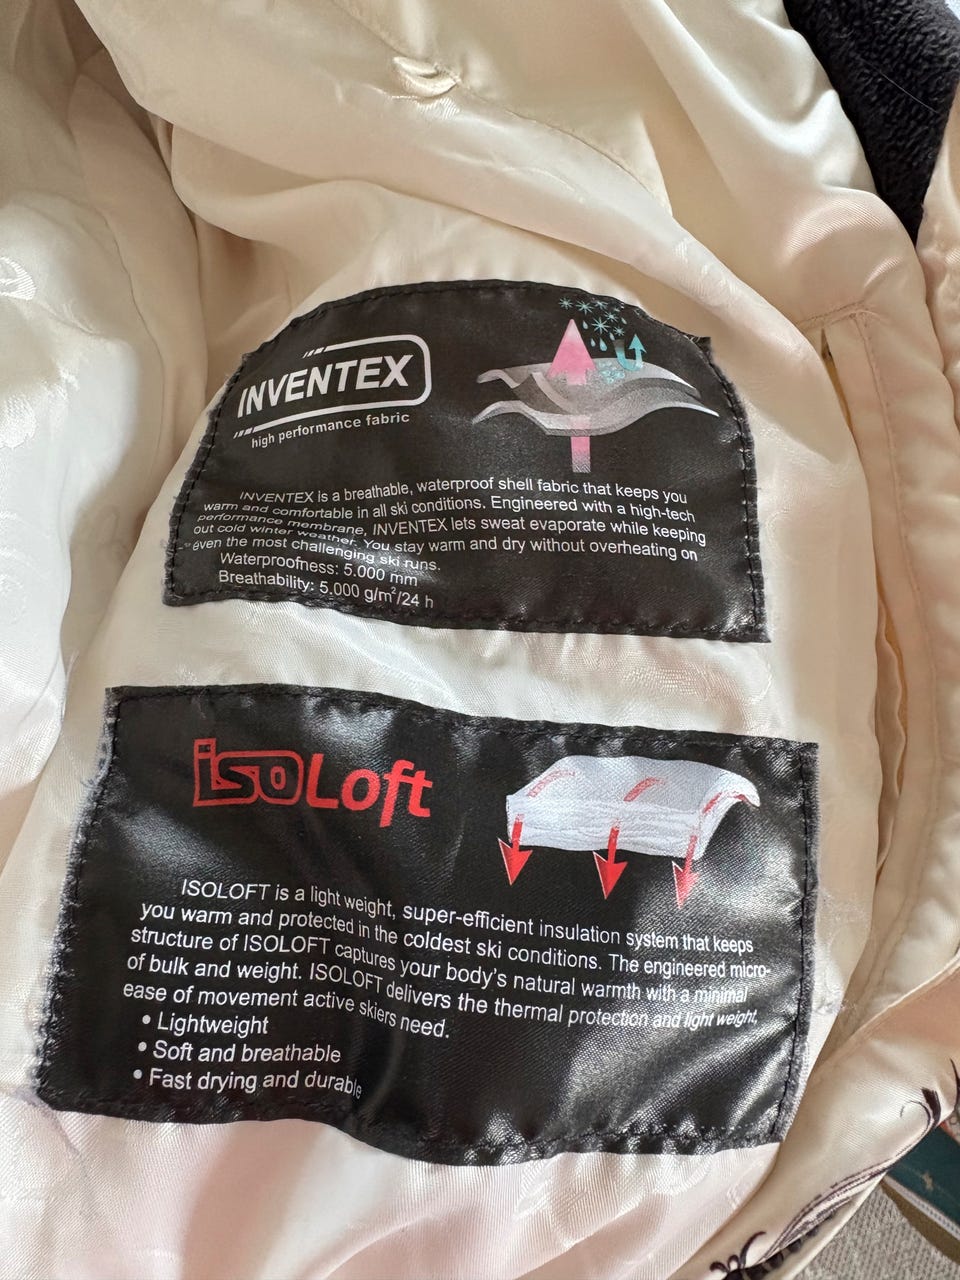 INVENTEX
high performance fabric
INVENTEX is a breathable, waterproof shell fabric that keeps you
warm and comfortable in all ski conditions. Engineered with a high-tech
performance membrane, INVENTEX lets sweat evaporate while keeping
out cold winter weather. You stay warm and dry without overheating on
even the most challenging ski runs.
Waterproofness: 5.000 mm
Breathability: 5.000 g/m²/24 h
isoLoft
ISOLOFT is a light weight, super-efficient insulation system that keeps
you warm and protected in the coldest ski conditions. The engineered micro-
structure of ISOLOFT captures your body's natural warmth with a minimal
of bulk and weight. ISOLOFT delivers the thermal protection and light weight,
ease of movement active skiers need.
• Lightweight
• Soft and breathable
• Fast drying and durable